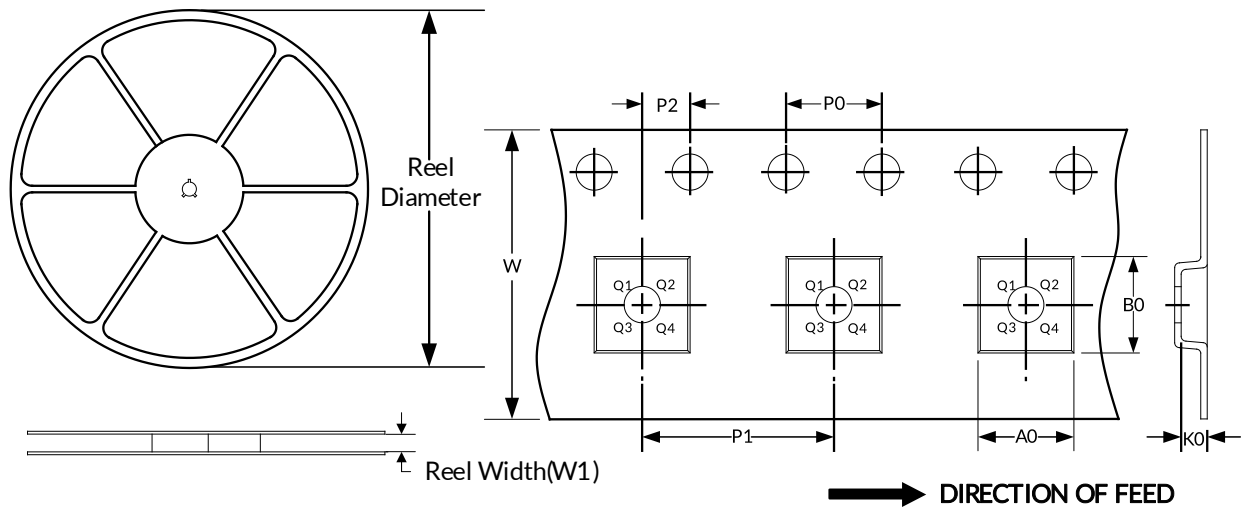 P2
P0
Reel
Diameter
W
Q1 Q2
Q3 Q4
Q1 Q2
Q3 Q4
Q1 Q2
Q3 Q4
B0
P1
A0
K0
Reel Width(W1)
DIRECTION OF FEED